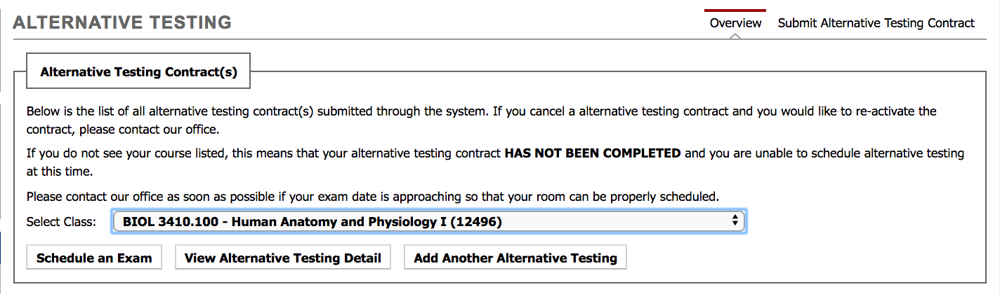 ALTERNATIVE TESTING
Overview
Submit Alternative Testing Contract
Alternative Testing Contract(s)
Below is the list of all alternative testing contract(s) submitted through the system. If you cancel a alternative testing contract and you would like to re-activate the
contract, please contact our office.
If you do not see your course listed, this means that your alternative testing contract HAS NOT BEEN COMPLETED and you are unable to schedule alternative testing
at this time.
Please contact our office as soon as possible if your exam date is approaching so that your room can be properly scheduled.
Select Class: BIOL 3410.100 - Human Anatomy and Physiology I (12496)
Schedule an Exam
View Alternative Testing Detail
Add Another Alternative Testing